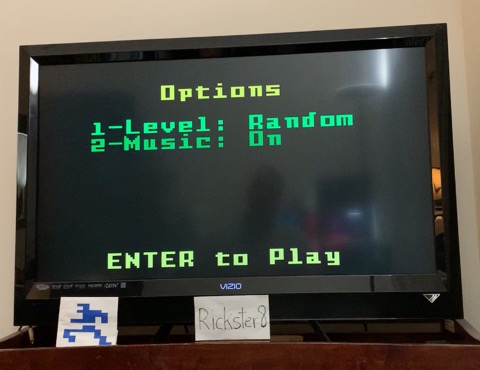 Options
1-Level: Random
2-Music: On
ENTER to Play
VIZIO
Rickster8